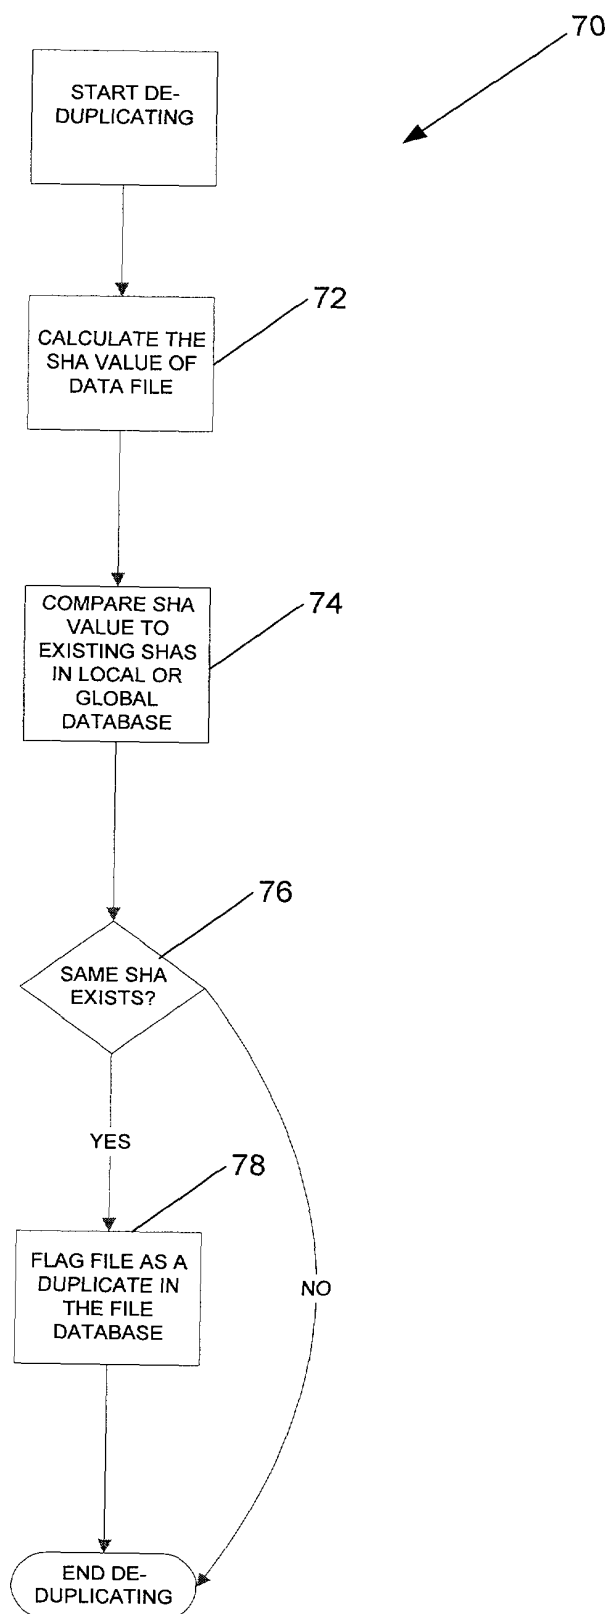 70
START DE-
DUPLICATING
72
CALCULATE THE
SHA VALUE OF
DATA FILE
74
COMPARE SHA
VALUE TO
EXISTING SHAS
IN LOCAL OR
GLOBAL
DATABASE
76
SAME SHA
EXISTS?
YES
78
FLAG FILE AS A
DUPLICATE IN
THE FILE
DATABASE
NO
END DE-
DUPLICATING